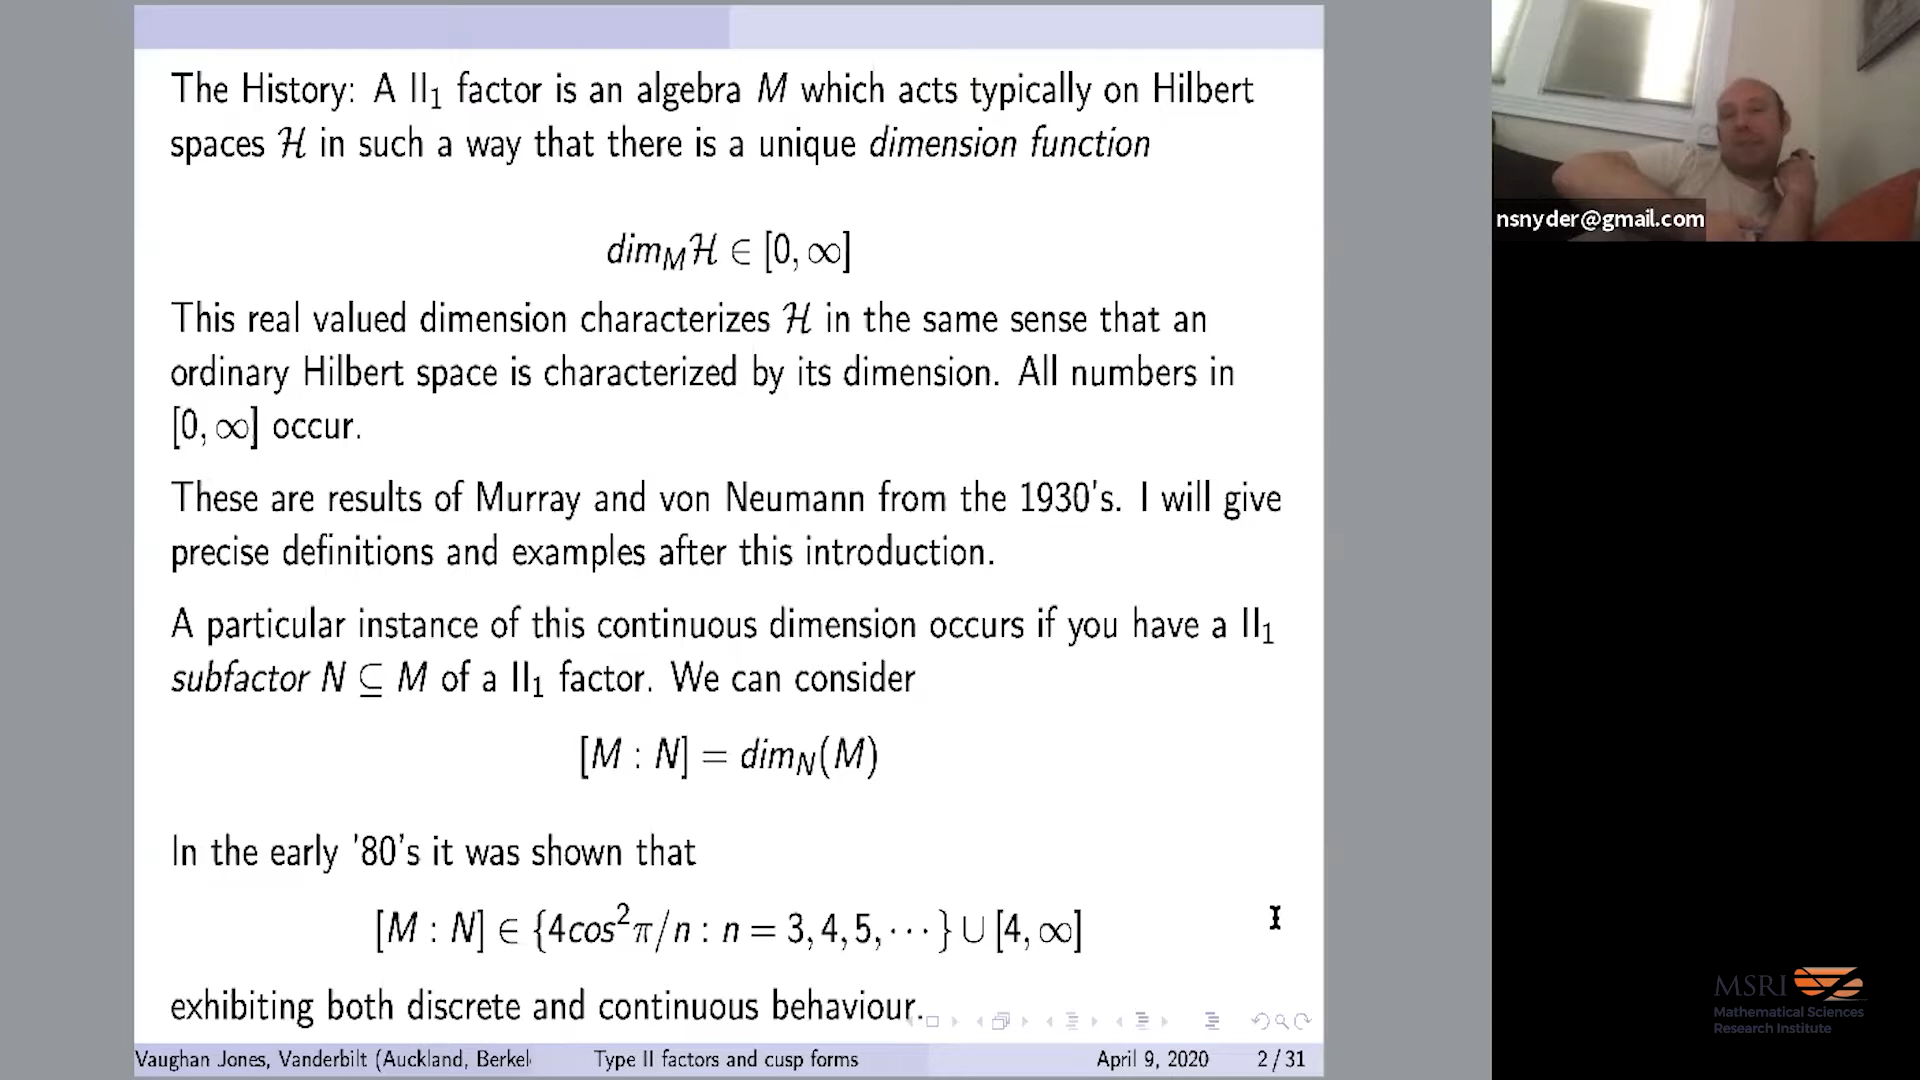 The History: A II₁ factor is an algebra M which acts typically on Hilbert
spaces ℋ in such a way that there is a unique dimension function
dim_M ℋ ∈ [0, ∞]
This real valued dimension characterizes ℋ in the same sense that an
ordinary Hilbert space is characterized by its dimension. All numbers in
[0, ∞] occur.
These are results of Murray and von Neumann from the 1930's. I will give
precise definitions and examples after this introduction.
A particular instance of this continuous dimension occurs if you have a II₁
subfactor N ⊆ M of a II₁ factor. We can consider
[M : N] = dim_N(M)
In the early '80's it was shown that
[M : N] ∈ {4cos²π/n : n = 3, 4, 5, ⋯} ∪ [4, ∞]
exhibiting both discrete and continuous behaviour.
Vaughan Jones, Vanderbilt (Auckland, Berkel
Type II factors and cusp forms
April 9, 2020
2 / 31
nsnyder@gmail.com
MSRI
Mathematical Sciences
Research Institute